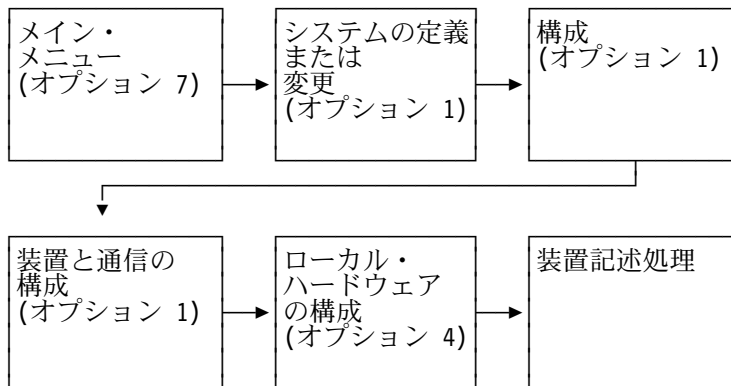 メイン・
メニュー
(オプション 7)
システムの定義
または
変更
(オプション 1)
構成
(オプション 1)
装置と通信の
構成
(オプション 1)
ローカル・
ハードウェア
の構成
(オプション 4)
装置記述処理